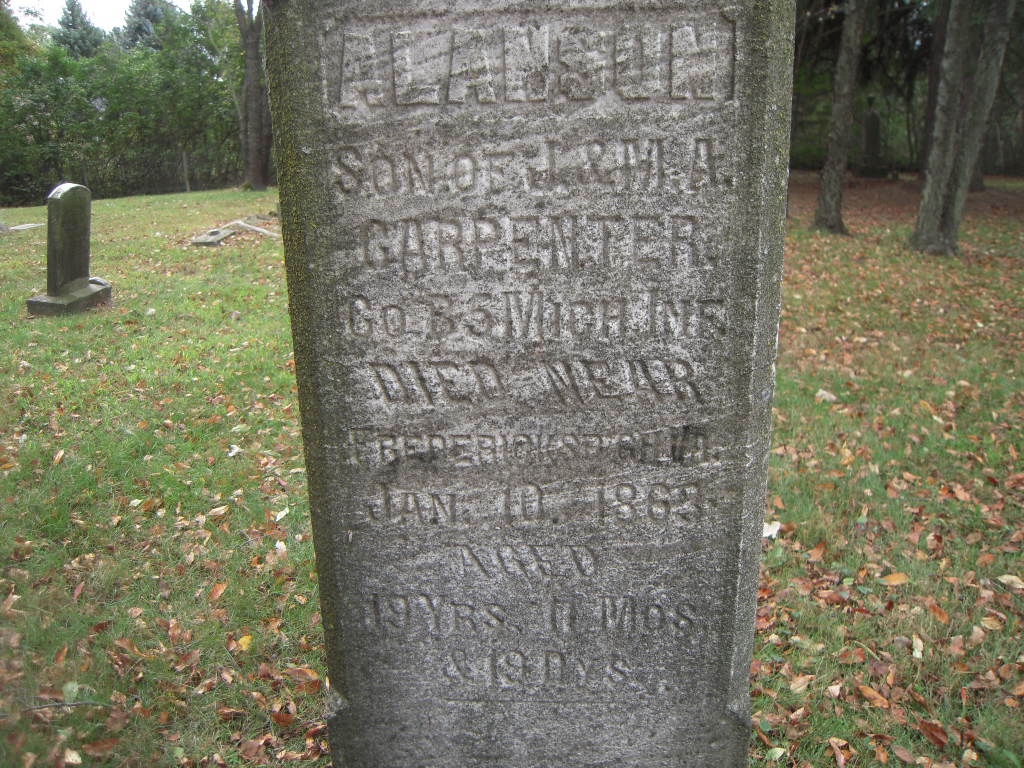 ALANSON
SON OF J. & M. A.
CARPENTER.
CO. B 5 MICH. INF
DIED NEAR
FREDERICKSB'G
JAN. 10. 1863.
AGED
19 YRS. 11 MOS.
& 19 DYS.